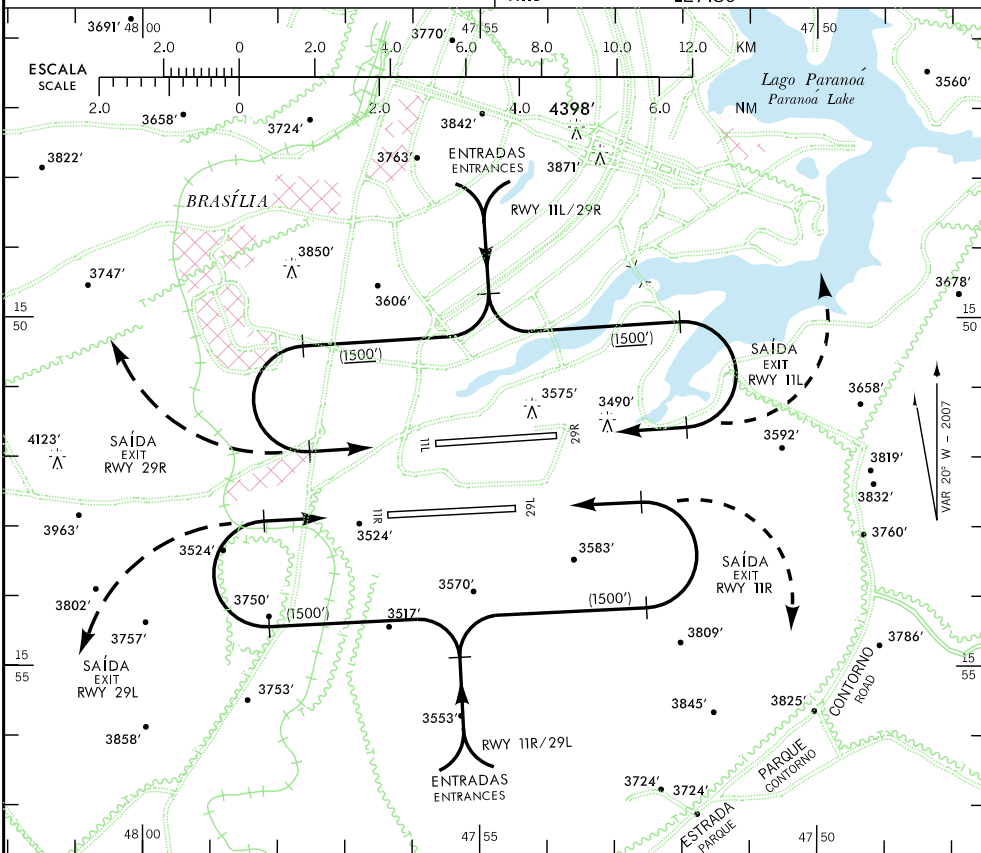 3691'
48 00
3770'
47 55
47 50
2.0 0 2.0 4.0 6.0 8.0 10.0 12.0 KM
ESCALA
SCALE
2.0 0 2.0 4.0 6.0 NM
Lago Paranoá
Paranoá Lake
3560'
3658'
3724'
3842'
4398'
3822'
3763'
ENTRADAS
ENTRANCES
3871'
BRASÍLIA
RWY 11L/29R
3850'
3747'
3606'
3678'
15
50
15
50
(1500')
(1500')
SAÍDA
EXIT
RWY 11L
3575'
3490'
3658'
4123'
SAÍDA
EXIT
RWY 29R
11L
29R
3592'
VAR 20° W - 2007
3819'
3832'
3963'
11R
29L
3524'
3760'
3524'
3583'
SAÍDA
EXIT
RWY 11R
3802'
3570'
3750'
(1500')
3517'
(1500')
3757'
3809'
3786'
15
55
SAÍDA
EXIT
RWY 29L
15
55
CONTORNO
ROAD
3753'
3553'
3845'
3825'
3858'
RWY 11R/29L
PARQUE
CONTORNO
ENTRADAS
ENTRANCES
3724'
3724'
ESTRADA
PARQUE
48 00
47 55
47 50